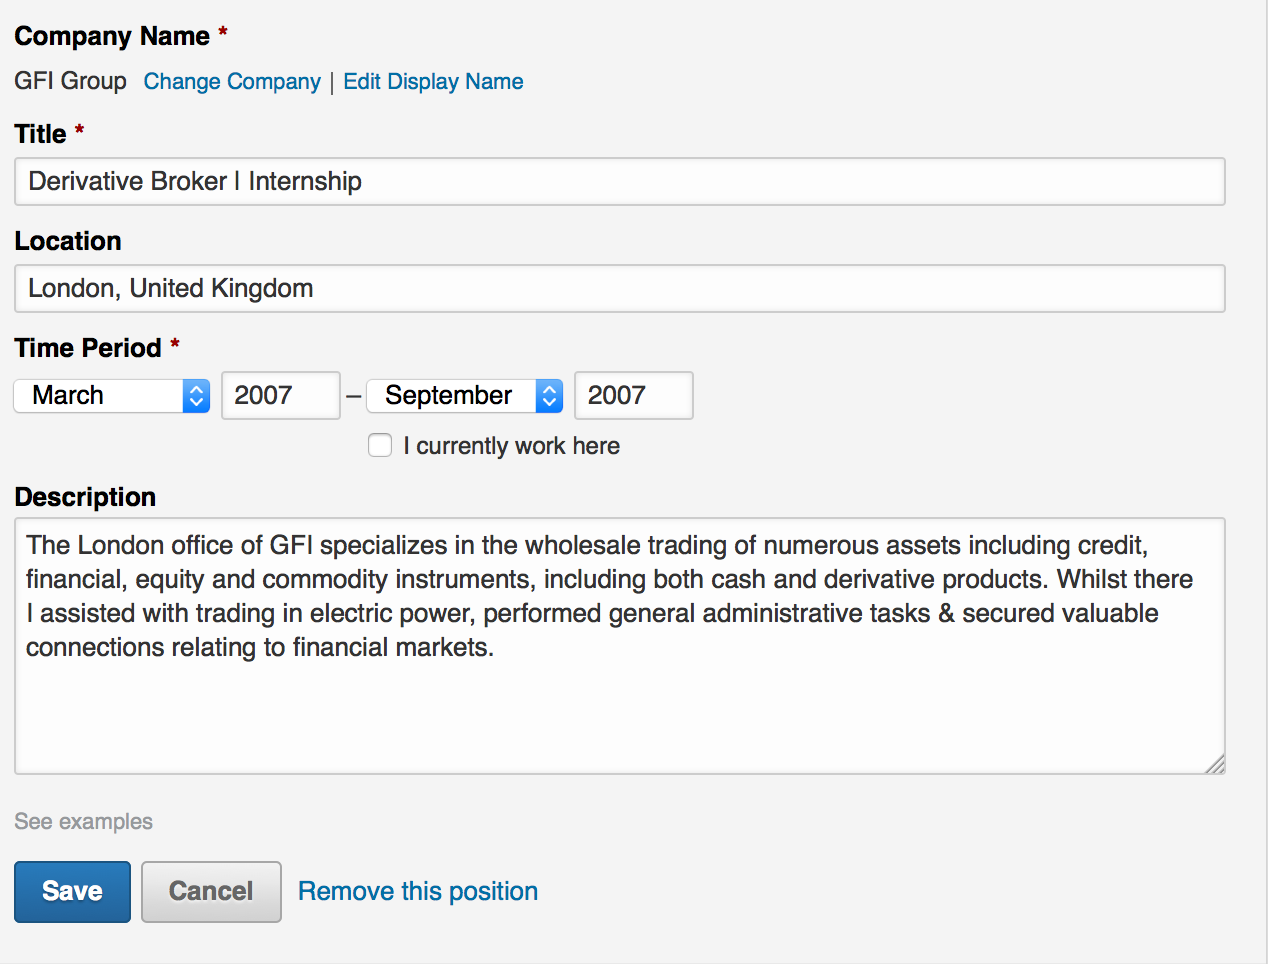 Company Name *
GFI Group Change Company | Edit Display Name
Title *
Derivative Broker | Internship
Location
London, United Kingdom
Time Period *
March 2007 – September 2007
I currently work here
Description
The London office of GFI specializes in the wholesale trading of numerous assets including credit,
financial, equity and commodity instruments, including both cash and derivative products. Whilst there
I assisted with trading in electric power, performed general administrative tasks & secured valuable
connections relating to financial markets.
See examples
Save Cancel Remove this position